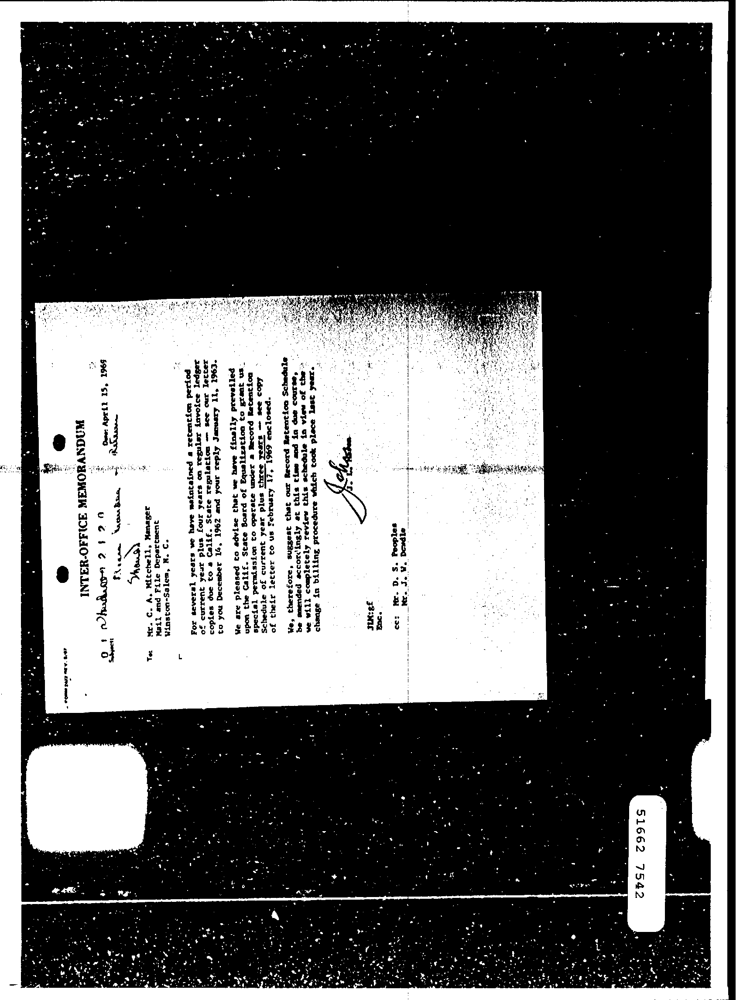 INTER-OFFICE MEMORANDUM
Subject:
Date: April 15, 1969
To: Mr. C. A. Mitchell, Manager
Mail and File Department
Winston-Salem, N. C.
For several years we have maintained a retention period
of current year plus four years on regular invoice ledger
copies due to a Calif. State regulation -- see our letter
to you December 14, 1962 and your reply January 11, 1963.
We are pleased to advise that we have finally prevailed
upon the Calif. State Board of Equalization to grant us
special permission to operate under a Record Retention
Schedule of current year plus three years -- see copy
of their letter to us February 17, 1969 enclosed.
We, therefore, suggest that our Record Retention Schedule
be amended accordingly at this time and in due course,
we will completely review this schedule in view of the
change in billing procedure which took place last year.
JLM:gf
Enc.
cc: Mr. D. S. Peoples
Mr. J. W. Dowdle
51662 7542